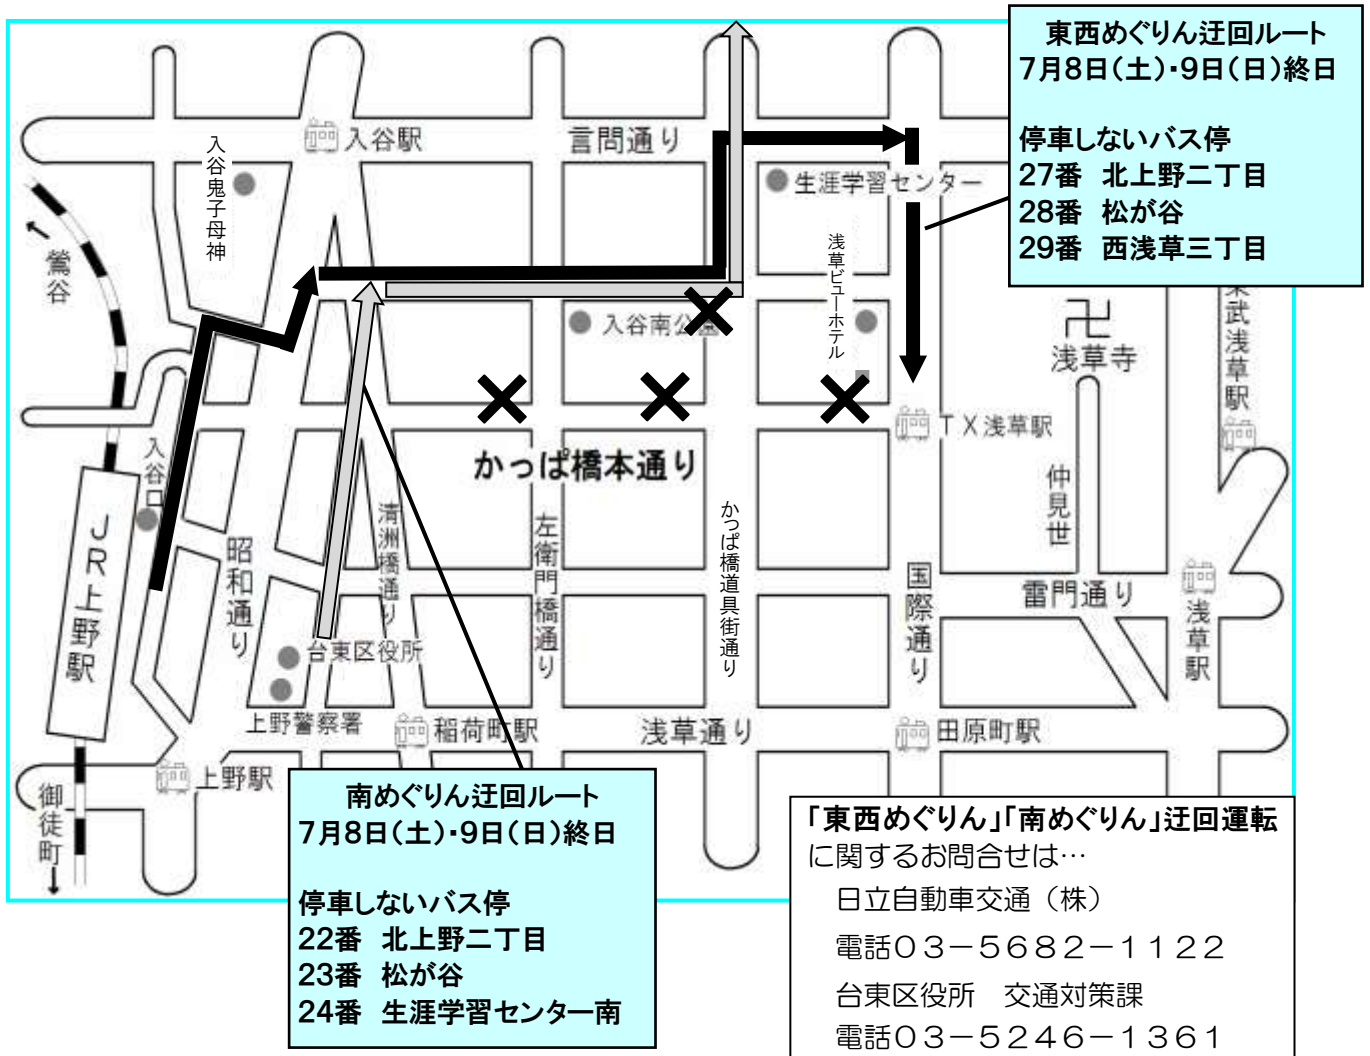 東西めぐりん迂回ルート
7月8日(土)・9日(日)終日
停車しないバス停
27番 北上野二丁目
28番 松が谷
29番 西浅草三丁目
入谷駅
言問通り
入谷鬼子母神
生涯学習センター
鶯谷
浅草ビューホテル
入谷南公園
浅草寺
東武浅草駅
TX浅草駅
かっぱ橋本通り
入谷口
仲見世
JR上野駅
清洲橋通り
左衛門橋通り
かっぱ橋道具街通り
昭和通り
国際通り
雷門通り
浅草駅
台東区役所
上野警察署
稲荷町駅
浅草通り
田原町駅
上野駅
御徒町
南めぐりん迂回ルート
7月8日(土)・9日(日)終日
停車しないバス停
22番 北上野二丁目
23番 松が谷
24番 生涯学習センター南
「東西めぐりん」「南めぐりん」迂回運転
に関するお問合せは…
日立自動車交通（株）
電話０３－５６８２－１１２２
台東区役所　交通対策課
電話０３－５２４６－１３６１